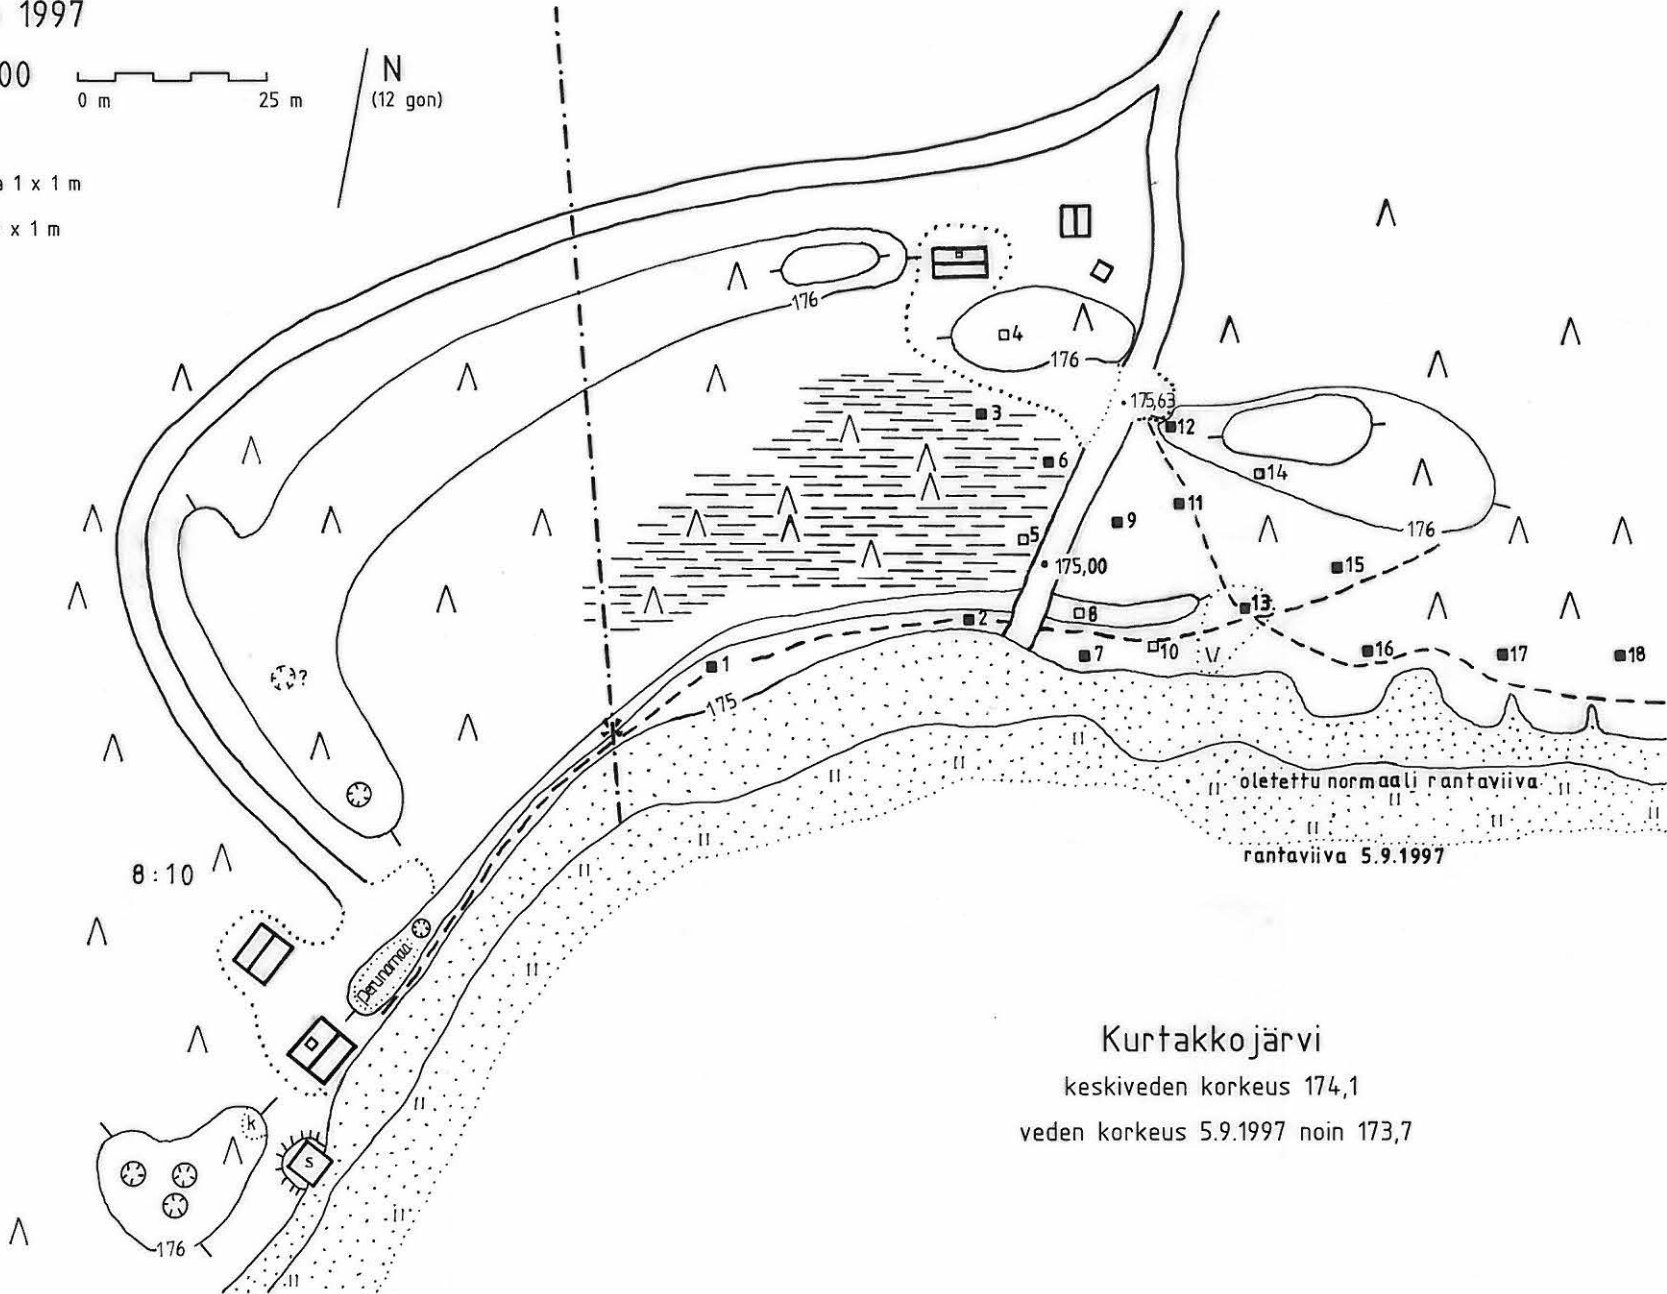 1997
00
N
0 m 25 m (12 gon)
a 1 x 1 m
x 1 m
176
4
176
3
175,63
12
6
14
11
9
5
176
175,00
15
13
8
2
10
7
16
17
18
1
175
?
oletettu normaali rantaviiva
rantaviiva 5.9.1997
8:10
perunamaa
Kurtakkojärvi
keskiveden korkeus 174,1
veden korkeus 5.9.1997 noin 173,7
k
s
176